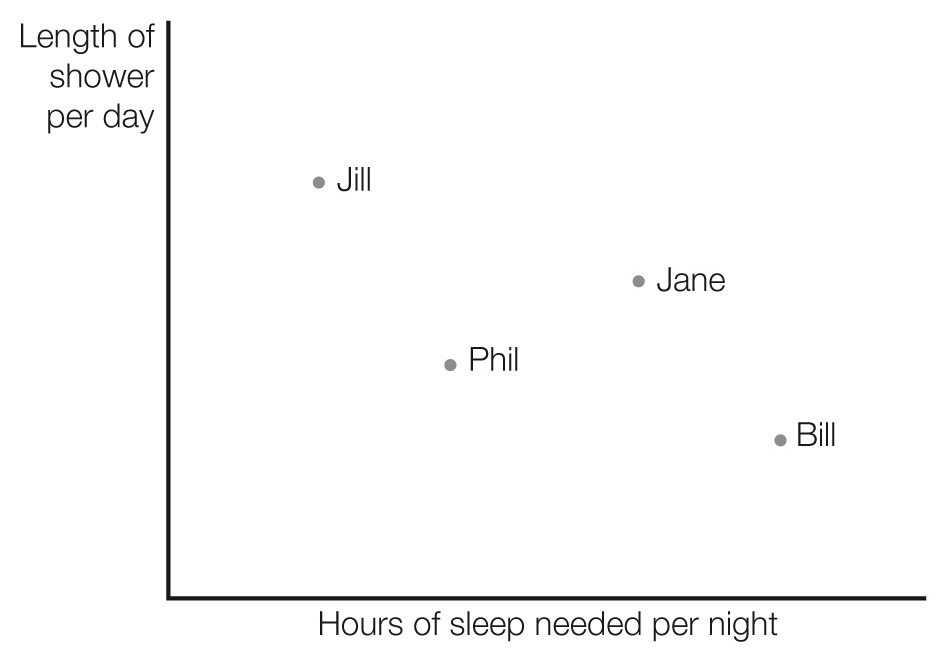 Length of
shower
per day
Jill
Jane
Phil
Bill
Hours of sleep needed per night